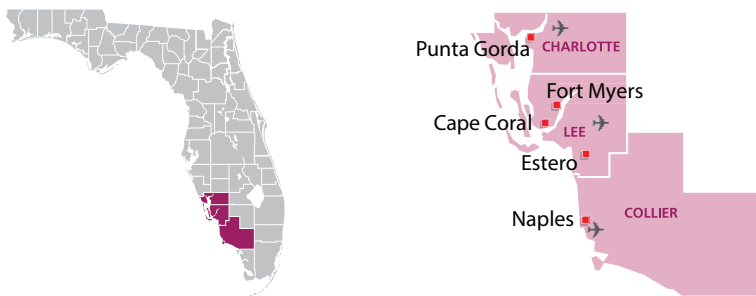 Punta Gorda
CHARLOTTE
Fort Myers
Cape Coral
LEE
Estero
Naples
COLLIER